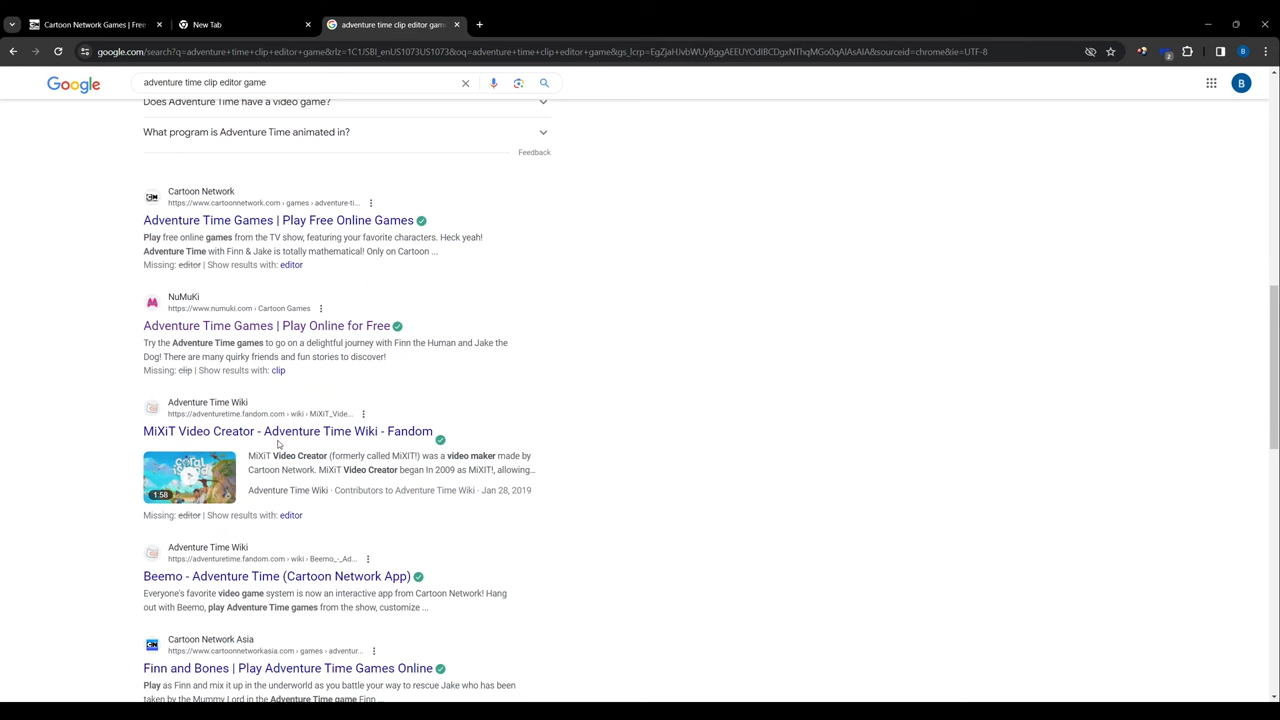 Cartoon Network Games | Free
New Tab
adventure time clip editor gam
google.com/search?q=adventure+time+clip+editor+game&rlz=1C1JSBI_enUS1073US1073&oq=adventure+time+clip+editor+game&gs_lcrp=
B
Google
adventure time clip editor game
B
Does Adventure Time have a video game?
What program is Adventure Time animated in?
Feedback
Cartoon Network
https://www.cartoonnetwork.com › games › adventure-ti...
Adventure Time Games | Play Free Online Games
Play free online games from the TV show, featuring your favorite characters. Heck yeah!
Adventure Time with Finn & Jake is totally mathematical! Only on Cartoon ...
Missing: editor | Show results with: editor
NuMuKi
https://www.numuki.com › Cartoon Games
Adventure Time Games | Play Online for Free
Try the Adventure Time games to go on a delightful journey with Finn the Human and Jake the
Dog! There are many quirky friends and fun stories to discover!
Missing: clip | Show results with: clip
Adventure Time Wiki
https://adventuretime.fandom.com › wiki › MiXiT_Vide...
MiXiT Video Creator - Adventure Time Wiki - Fandom
MiXiT Video Creator (formerly called MiXIT!) was a video maker made by
Cartoon Network. MiXiT Video Creator began In 2009 as MiXIT!, allowing...
coral island
1:58
Adventure Time Wiki · Contributors to Adventure Time Wiki · Jan 28, 2019
Missing: editor | Show results with: editor
Adventure Time Wiki
https://adventuretime.fandom.com › wiki › Beemo_-_Ad...
Beemo - Adventure Time (Cartoon Network App)
Everyone's favorite video game system is now an interactive app from Cartoon Network! Hang
out with Beemo, play Adventure Time games from the show, customize ...
Cartoon Network Asia
https://www.cartoonnetworkasia.com › games › adventur...
Finn and Bones | Play Adventure Time Games Online
Play as Finn and mix it up in the underworld as you battle your way to rescue Jake who has been
taken by the Mummy Lord in the Adventure Time game Finn ...